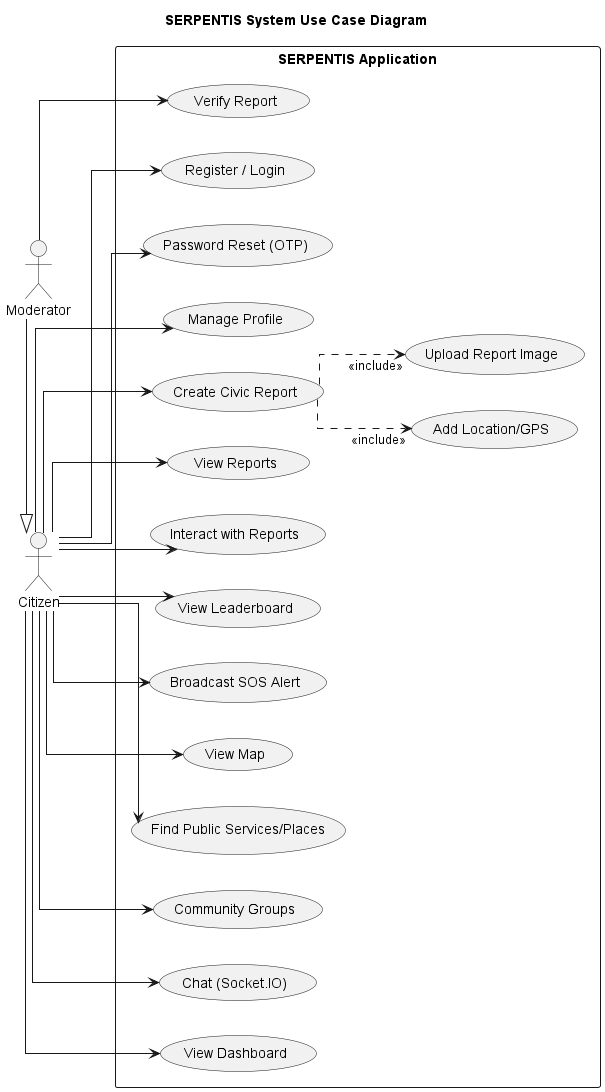 SERPENTIS System Use Case Diagram
SERPENTIS Application
Verify Report
Register / Login
Password Reset (OTP)
Moderator
Manage Profile
Upload Report Image
«include»
Create Civic Report
Add Location/GPS
«include»
View Reports
Interact with Reports
Citizen
View Leaderboard
Broadcast SOS Alert
View Map
Find Public Services/Places
Community Groups
Chat (Socket.IO)
View Dashboard